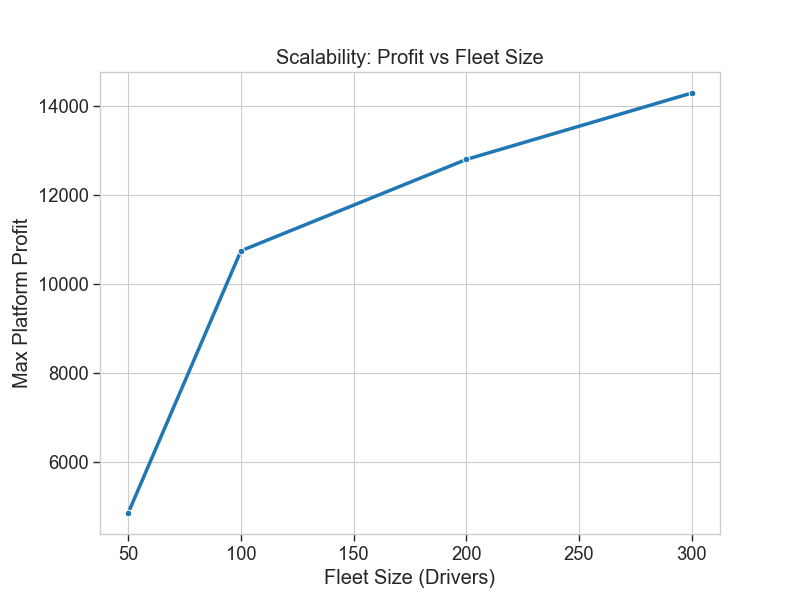 Scalability: Profit vs Fleet Size
14000
12000
10000
8000
6000
Max Platform Profit
50 100 150 200 250 300
Fleet Size (Drivers)